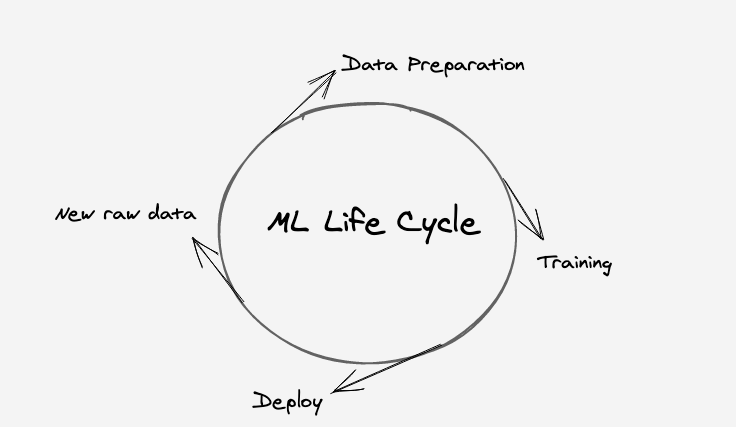 Data Preparation
New raw data
ML Life Cycle
Training
Deploy